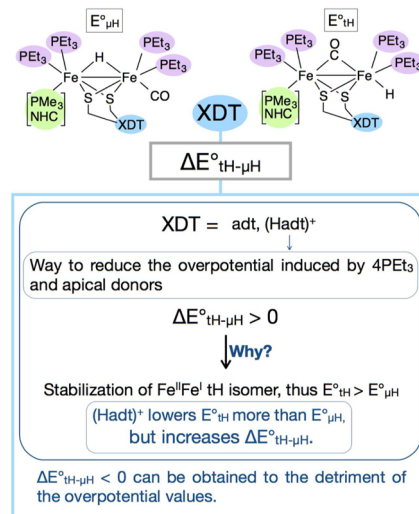 E°μH
E°tH
PEt3
PEt3
H
PEt3
PEt3
Fe
Fe
PMe3
NHC
S
S
CO
XDT
PEt3
PEt3
O
C
PEt3
PEt3
Fe
Fe
H
PMe3
NHC
S
S
XDT
XDT
ΔE°tH-μH
XDT = adt, (Hadt)+
Way to reduce the overpotential induced by 4PEt3
and apical donors
ΔE°tH-μH > 0
Why?
Stabilization of FeIIFeI tH isomer, thus E°tH > E°μH
(Hadt)+ lowers E°tH more than E°μH,
but increases ΔE°tH-μH.
ΔE°tH-μH < 0 can be obtained to the detriment of
the overpotential values.